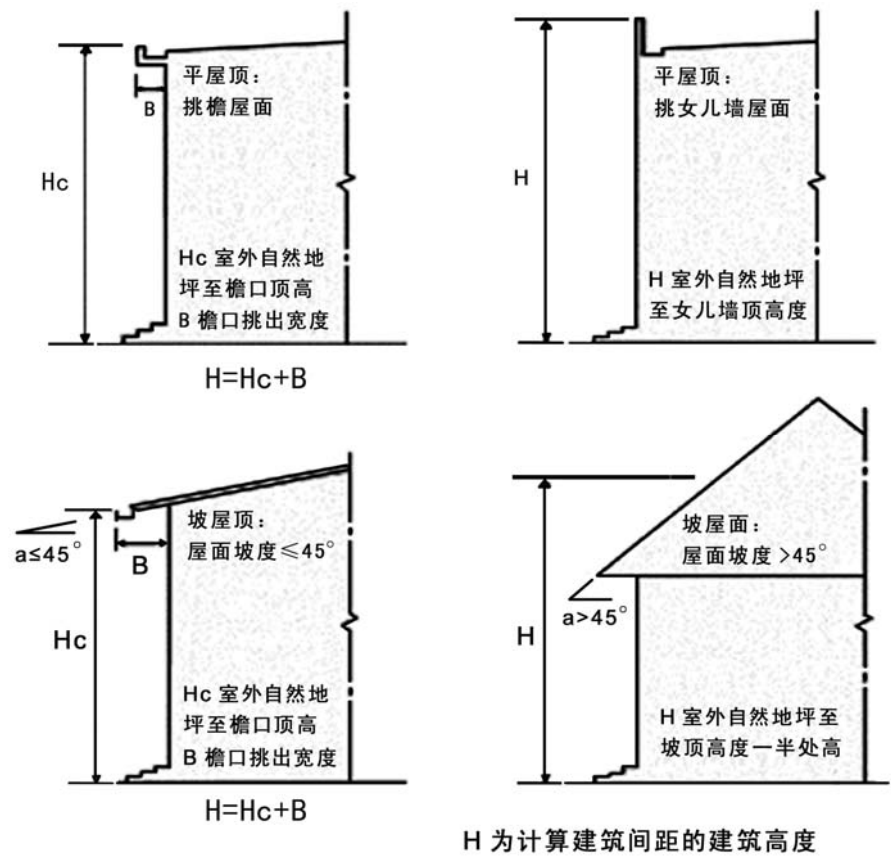 平屋顶：
挑檐屋面
B
Hc
Hc 室外自然地
坪至檐口顶高
B 檐口挑出宽度
H=Hc+B
平屋顶：
挑女儿墙屋面
H
H 室外自然地坪
至女儿墙顶高度
坡屋顶：
屋面坡度≤45°
a≤45°
B
Hc
Hc 室外自然地
坪至檐口顶高
B 檐口挑出宽度
H=Hc+B
坡屋面：
屋面坡度>45°
a>45°
H
H 室外自然地坪至
坡顶高度一半处高
H 为计算建筑间距的建筑高度